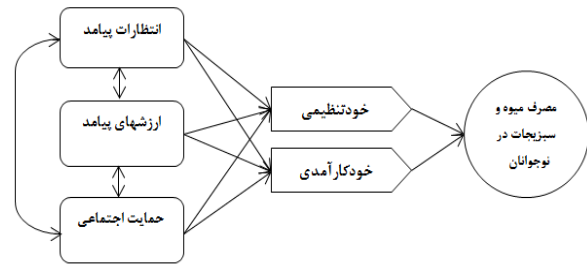 انتظارات پیامد
ارزشهای پیامد
حمایت اجتماعی
خودتنظیمی
خودکارآمدی
مصرف میوه و
سبزیجات در
نوجوانان